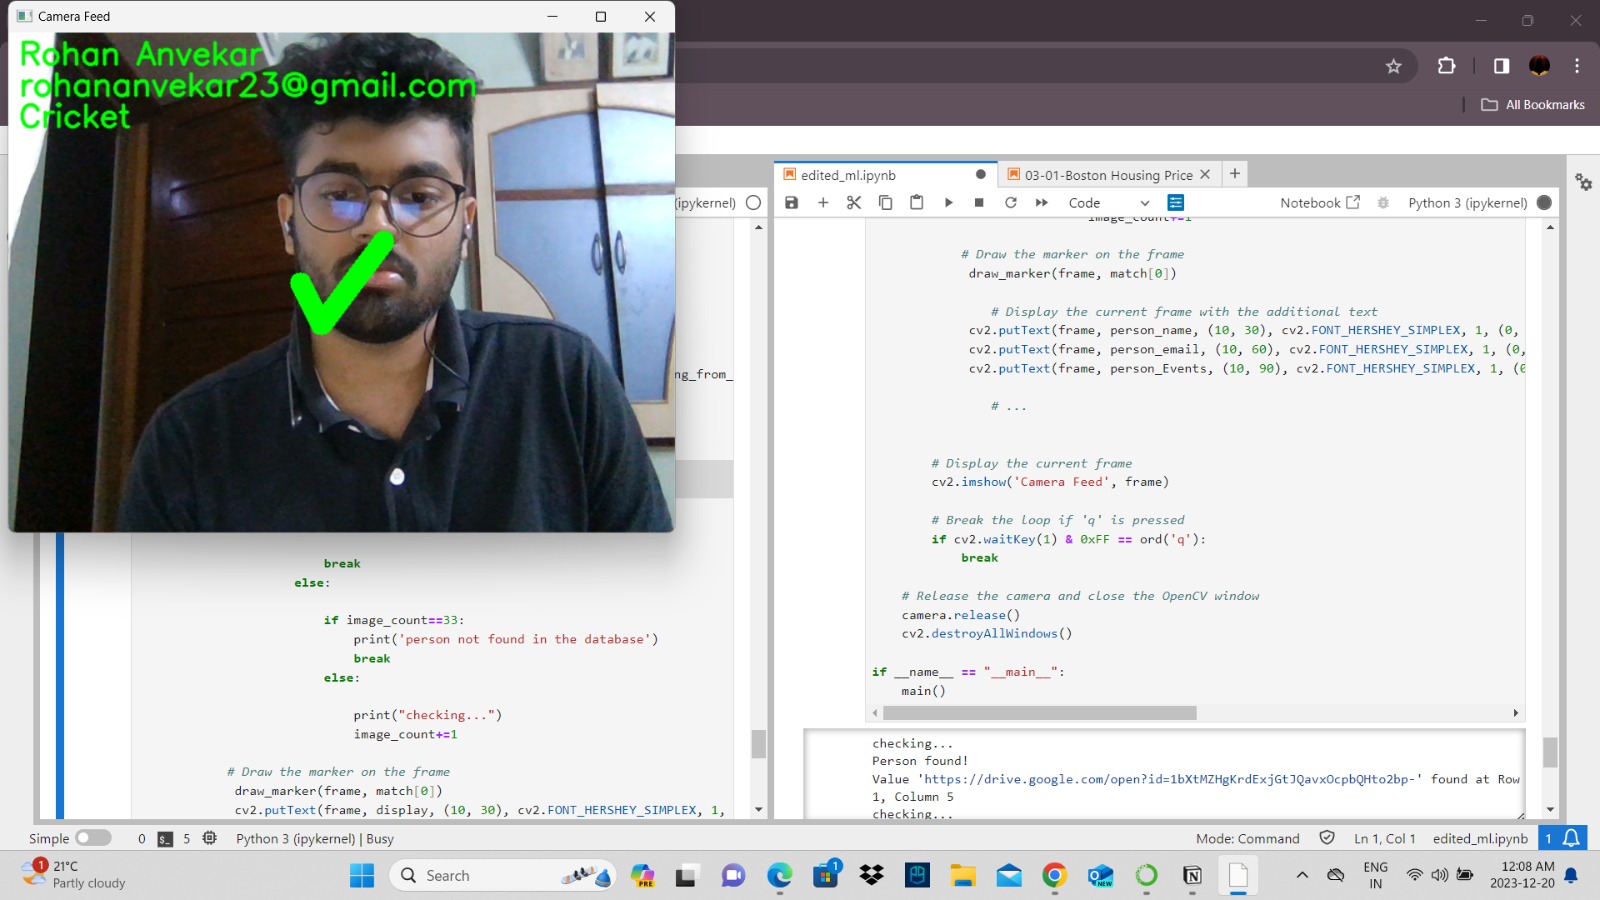 Camera Feed
Rohan Anvekar
rohananvekar23@gmail.com
Cricket
All Bookmarks
edited_ml.ipynb
03-01-Boston Housing Price
(ipykernel)
Code
Notebook
Python 3 (ipykernel)
image_count+=1
# Draw the marker on the frame
draw_marker(frame, match[0])
# Display the current frame with the additional text
cv2.putText(frame, person_name, (10, 30), cv2.FONT_HERSHEY_SIMPLEX, 1, (0,
cv2.putText(frame, person_email, (10, 60), cv2.FONT_HERSHEY_SIMPLEX, 1, (0,
cv2.putText(frame, person_Events, (10, 90), cv2.FONT_HERSHEY_SIMPLEX, 1, (0
ng_from_
# ...
# Display the current frame
cv2.imshow('Camera Feed', frame)
# Break the loop if 'q' is pressed
if cv2.waitKey(1) & 0xFF == ord('q'):
break
# Release the camera and close the OpenCV window
camera.release()
cv2.destroyAllWindows()
if __name__ == "__main__":
main()
checking...
Person found!
Value 'https://drive.google.com/open?id=1bXtMZHgKrdExjGtJQavxOcpbQHto2bp-' found at Row
1, Column 5
checking...
break
else:
if image_count==33:
print('person not found in the database')
break
else:
print("checking...")
image_count+=1
# Draw the marker on the frame
draw_marker(frame, match[0])
cv2.putText(frame, display, (10, 30), cv2.FONT_HERSHEY_SIMPLEX, 1,
Simple
0
5
Python 3 (ipykernel) | Busy
Mode: Command
Ln 1, Col 1
edited_ml.ipynb
1
1
21°C
Partly cloudy
Search
PRE
1
NEW
ENG
IN
12:08 AM
2023-12-20